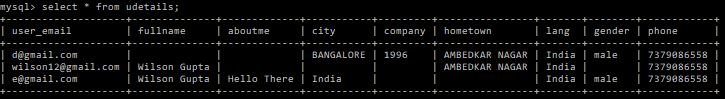 mysql> select * from udetails;
+------------------+--------------+-------------+-----------+---------+----------------+-------+--------+------------+
| user_email | fullname | aboutme | city | company | hometown | lang | gender | phone |
+------------------+--------------+-------------+-----------+---------+----------------+-------+--------+------------+
| d@gmail.com | | | BANGALORE | 1996 | AMBEDKAR NAGAR | India | male | 7379086558 |
| wilson12@gmail.com | Wilson Gupta | | | | AMBEDKAR NAGAR | India | | 7379086558 |
| e@gmail.com | Wilson Gupta | Hello There | India | | | India | male | 7379086558 |
+------------------+--------------+-------------+-----------+---------+----------------+-------+--------+------------+